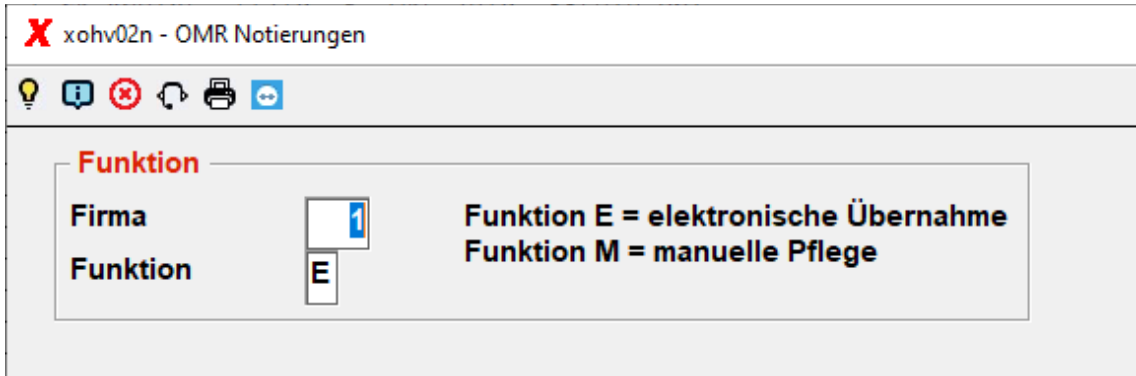 xohv02n - OMR Notierungen
Funktion
Firma 1 Funktion E = elektronische Übernahme
Funktion M = manuelle Pflege
Funktion E